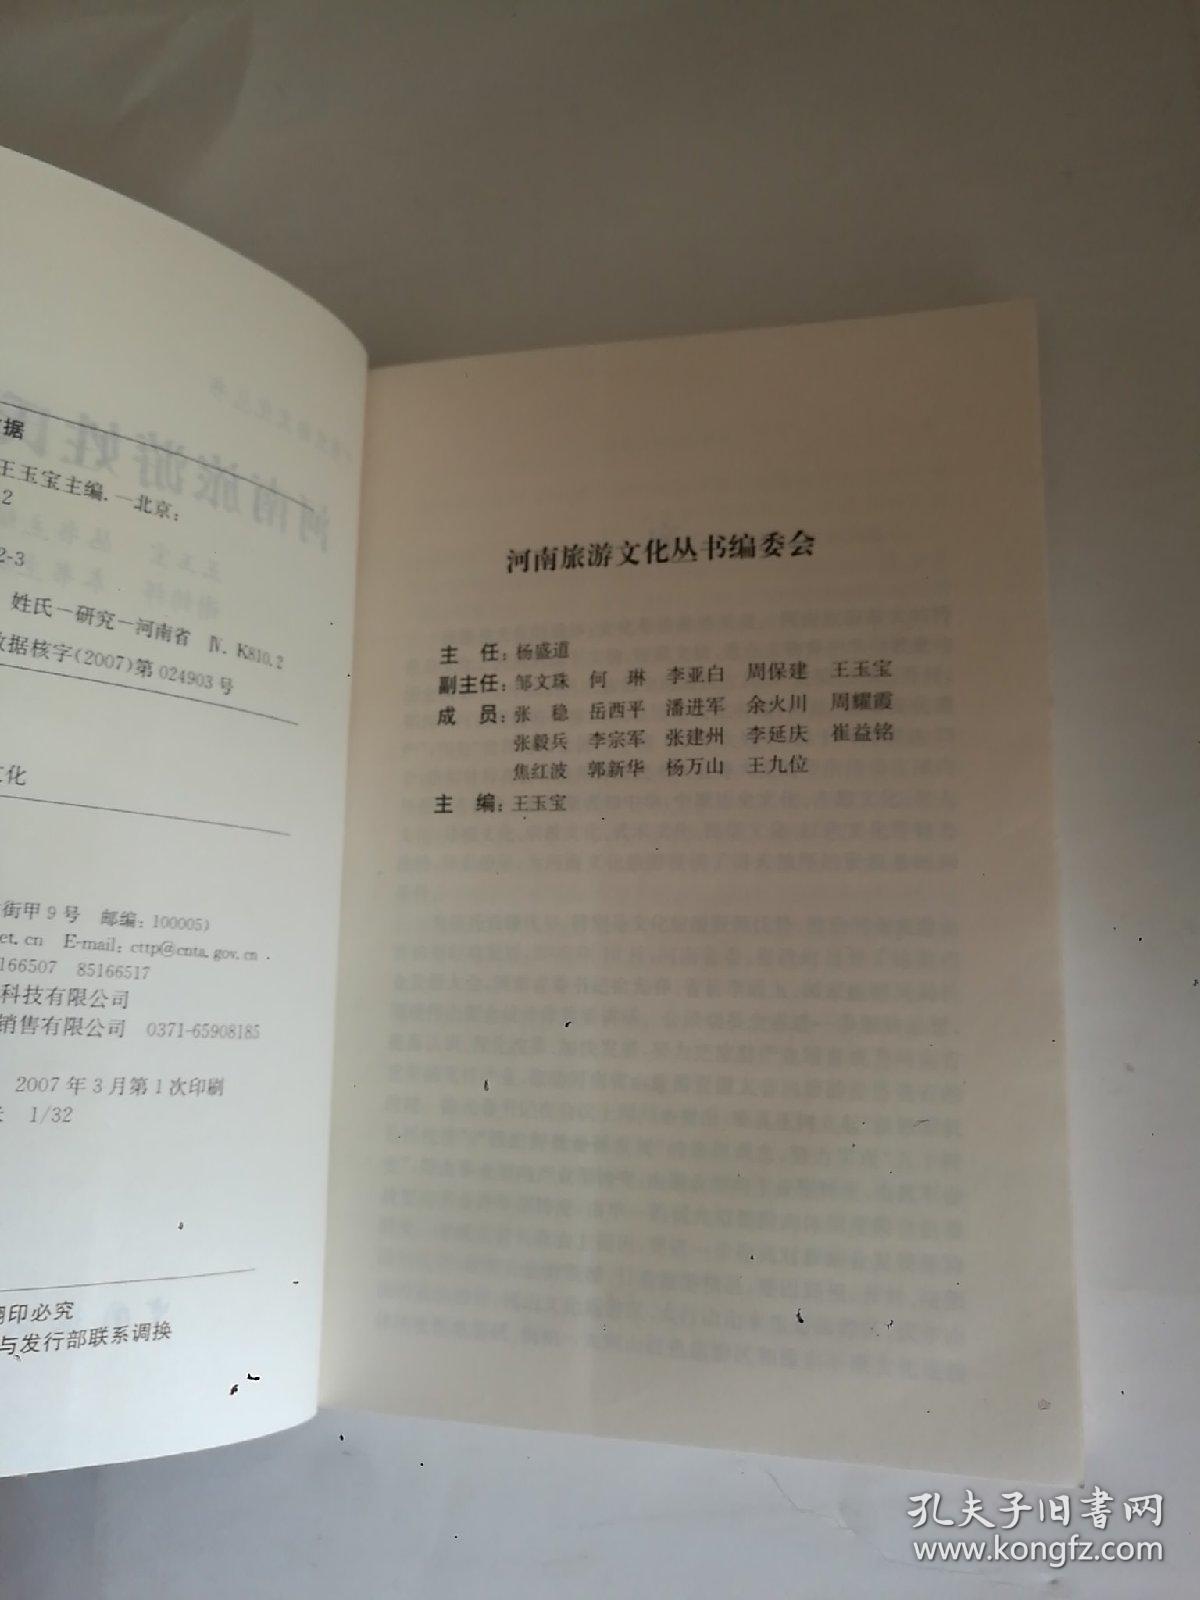 据
王玉宝主编.—北京:
2
2-3
姓氏—研究—河南省 Ⅳ.K810.2
数据核字(2007)第 024903 号
文化
街甲9号 邮编:100005)
et.cn E-mail:cttp@cnta.gov.cn
166507 85166517
科技有限公司
销售有限公司 0371-65908185
2007年3月第1次印刷
1/32
翻印必究
与发行部联系调换
河南旅游文化丛书编委会
主 任:杨盛道
副主任:邹文珠 何 琳 李亚白 周保建 王玉宝
成 员:张 稳 岳西平 潘进军 余火川 周耀霞
张毅兵 李宗军 张建州 李延庆 崔益铭
焦红波 郭新华 杨万山 王九位
主 编:王玉宝
孔夫子旧书网
www.kongfz.com